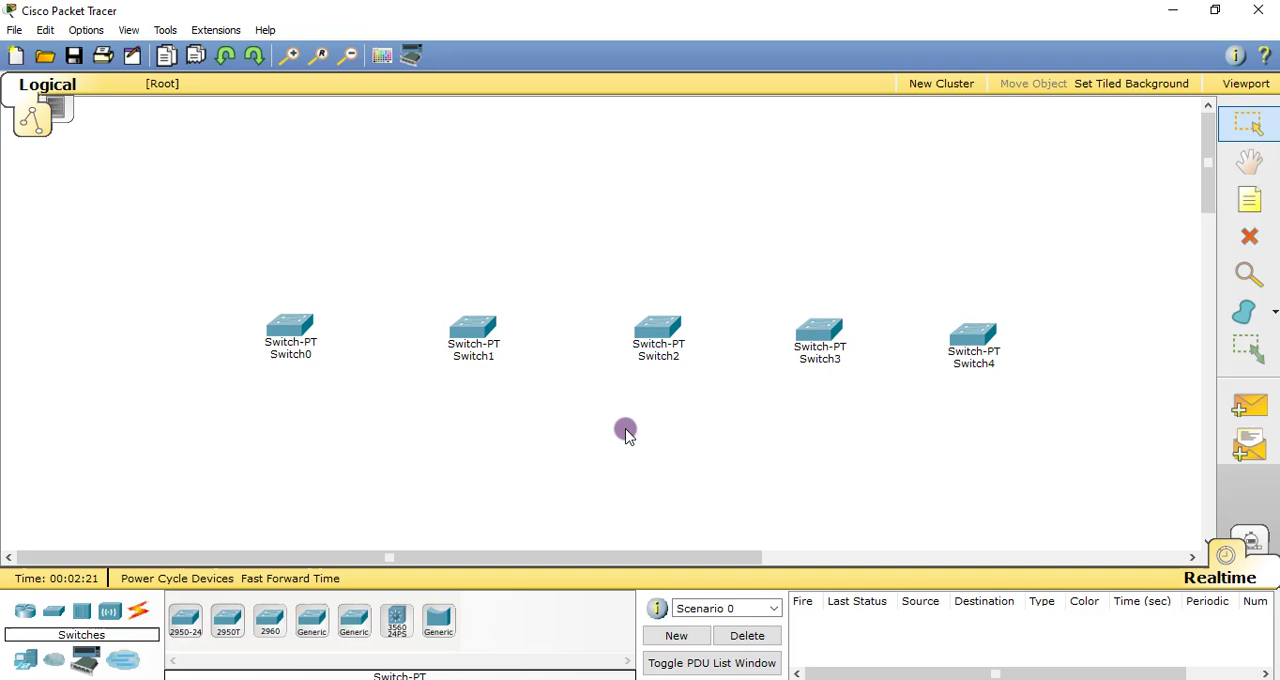 Cisco Packet Tracer
File Edit Options View Tools Extensions Help
Logical [Root] New Cluster Move Object Set Tiled Background Viewport
Switch-PT
Switch0
Switch-PT
Switch1
Switch-PT
Switch2
Switch-PT
Switch3
Switch-PT
Switch4
Time: 00:02:21 Power Cycle Devices Fast Forward Time Realtime
Switches
2950-24 2950T 2960 Generic Generic 3560 24PS Generic
Switch-PT
Scenario 0
New Delete
Toggle PDU List Window
Fire Last Status Source Destination Type Color Time (sec) Periodic Num